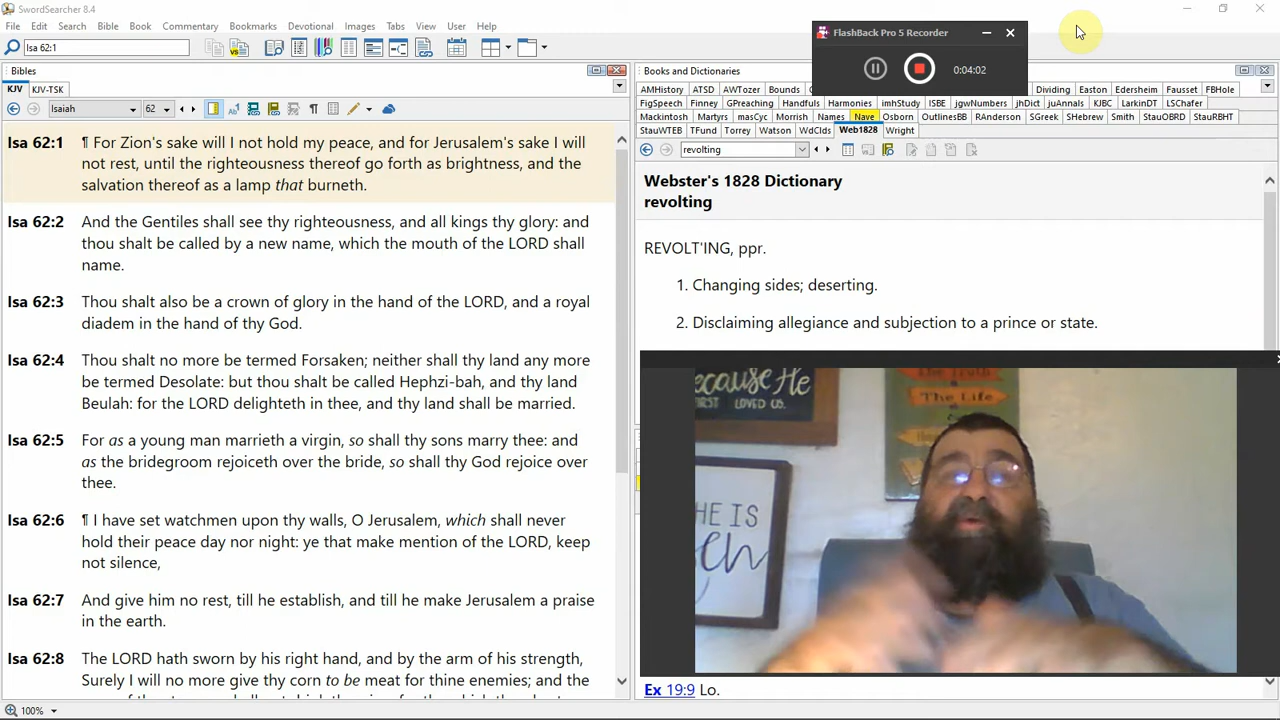 SwordSearcher 8.4
File Edit Search Bible Book Commentary Bookmarks Devotional Images Tabs View User Help
Isa 62:1
Bibles
KJV KJV-TSK
Isaiah 62
Isa 62:1 ¶ For Zion's sake will I not hold my peace, and for Jerusalem's sake I will
not rest, until the righteousness thereof go forth as brightness, and the
salvation thereof as a lamp that burneth.
Isa 62:2 And the Gentiles shall see thy righteousness, and all kings thy glory: and
thou shalt be called by a new name, which the mouth of the LORD shall
name.
Isa 62:3 Thou shalt also be a crown of glory in the hand of the LORD, and a royal
diadem in the hand of thy God.
Isa 62:4 Thou shalt no more be termed Forsaken; neither shall thy land any more
be termed Desolate: but thou shalt be called Hephzi-bah, and thy land
Beulah: for the LORD delighteth in thee, and thy land shall be married.
Isa 62:5 For as a young man marrieth a virgin, so shall thy sons marry thee: and
as the bridegroom rejoiceth over the bride, so shall thy God rejoice over
thee.
Isa 62:6 ¶ I have set watchmen upon thy walls, O Jerusalem, which shall never
hold their peace day nor night: ye that make mention of the LORD, keep
not silence,
Isa 62:7 And give him no rest, till he establish, and till he make Jerusalem a praise
in the earth.
Isa 62:8 The LORD hath sworn by his right hand, and by the arm of his strength,
Surely I will no more give thy corn to be meat for thine enemies; and the
100%
FlashBack Pro 5 Recorder
0:04:02
Books and Dictionaries
AMHistory ATSD AWTozer Bounds Dividing Easton Edersheim Fausset FBHole
FigSpeech Finney GPreaching Handfuls Harmonies imhStudy ISBE jgwNumbers jhDict juAnnals KJBC LarkinDT LSChafer
Mackintosh Martyrs masCyc Morrish Names Nave Osborn OutlinesBB RAnderson SGreek SHebrew Smith StauOBRD StauRBHT
StauWTEB TFund Torrey Watson WdClds Web1828 Wright
revolting
Webster's 1828 Dictionary
revolting
REVOLT'ING, ppr.
1. Changing sides; deserting.
2. Disclaiming allegiance and subjection to a prince or state.
Because He
FIRST LOVED US.
The Truth
The Life
HE IS
Ex 19:9 Lo.